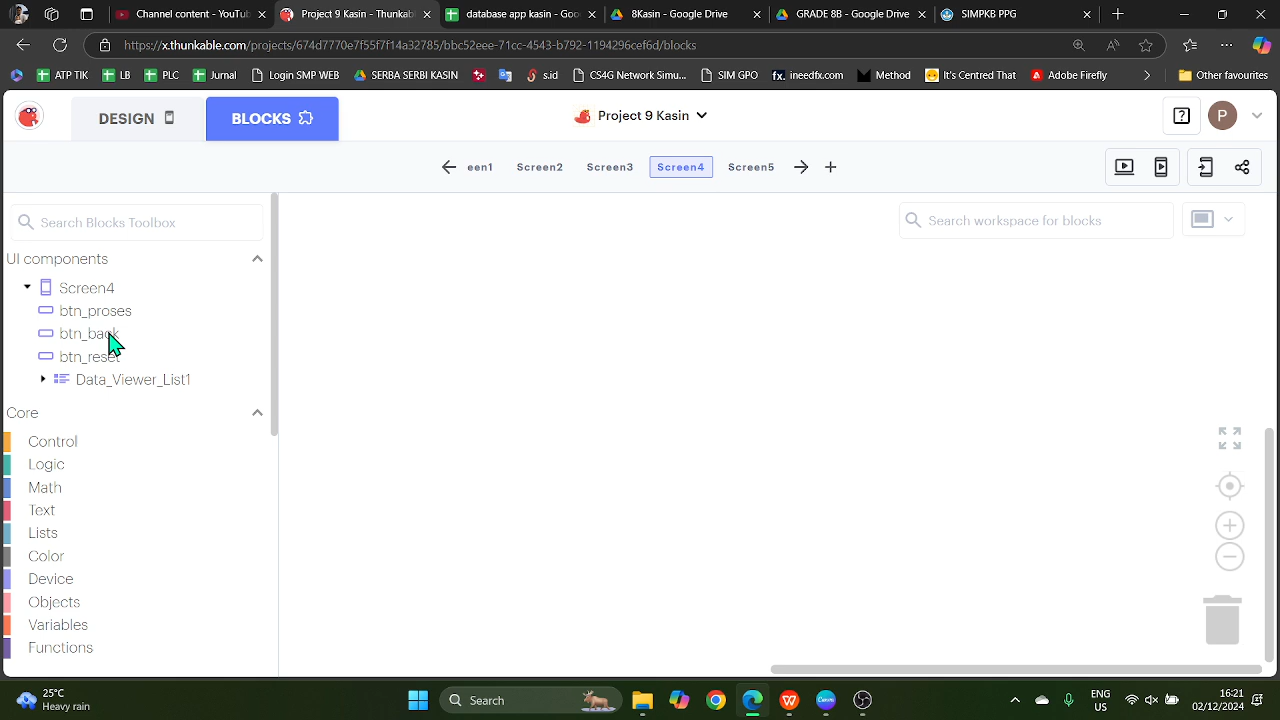 Channel content - YouTub
Project 9 Kasin - Thunkab
database pak kasin - Goo
8Kasin - Google Drive
GRADE 8B - Google Drive
SIMPKB PPG
https://x.thunkable.com/projects/674d7770e7f55f7f14a32785/bbc52eee-71cc-4543-b792-1194296cef6d/blocks
ATP TIK
LB
PLC
Jurnal
Login SMP WEB
SERBA SERBI KASIN
sid
CS4G Network Simu...
SIM GPO
fx. ineedfx.com
Method
It's Central That
Adobe Firefly
Other favourites
DESIGN
BLOCKS
Project 9 Kasin
P
een1
Screen2
Screen3
Screen4
Screen5
Search Blocks Toolbox
Search workspace for blocks
UI components
Screen4
btn_proses
btn_back
btn_reset
Data_Viewer_List1
Core
Control
Logic
Math
Text
Lists
Color
Device
Objects
Variables
Functions
25°C
Heavy rain
Search
ENG
US
16:21
02/12/2024